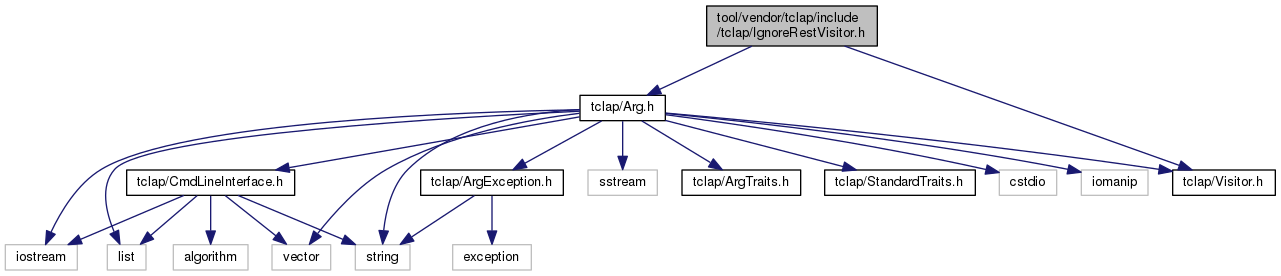 tool/vendor/tclap/include
/tclap/IgnoreRestVisitor.h
tclap/Arg.h
tclap/CmdLineInterface.h
tclap/ArgException.h
sstream
tclap/ArgTraits.h
tclap/StandardTraits.h
cstdio
iomanip
tclap/Visitor.h
iostream
list
algorithm
vector
string
exception